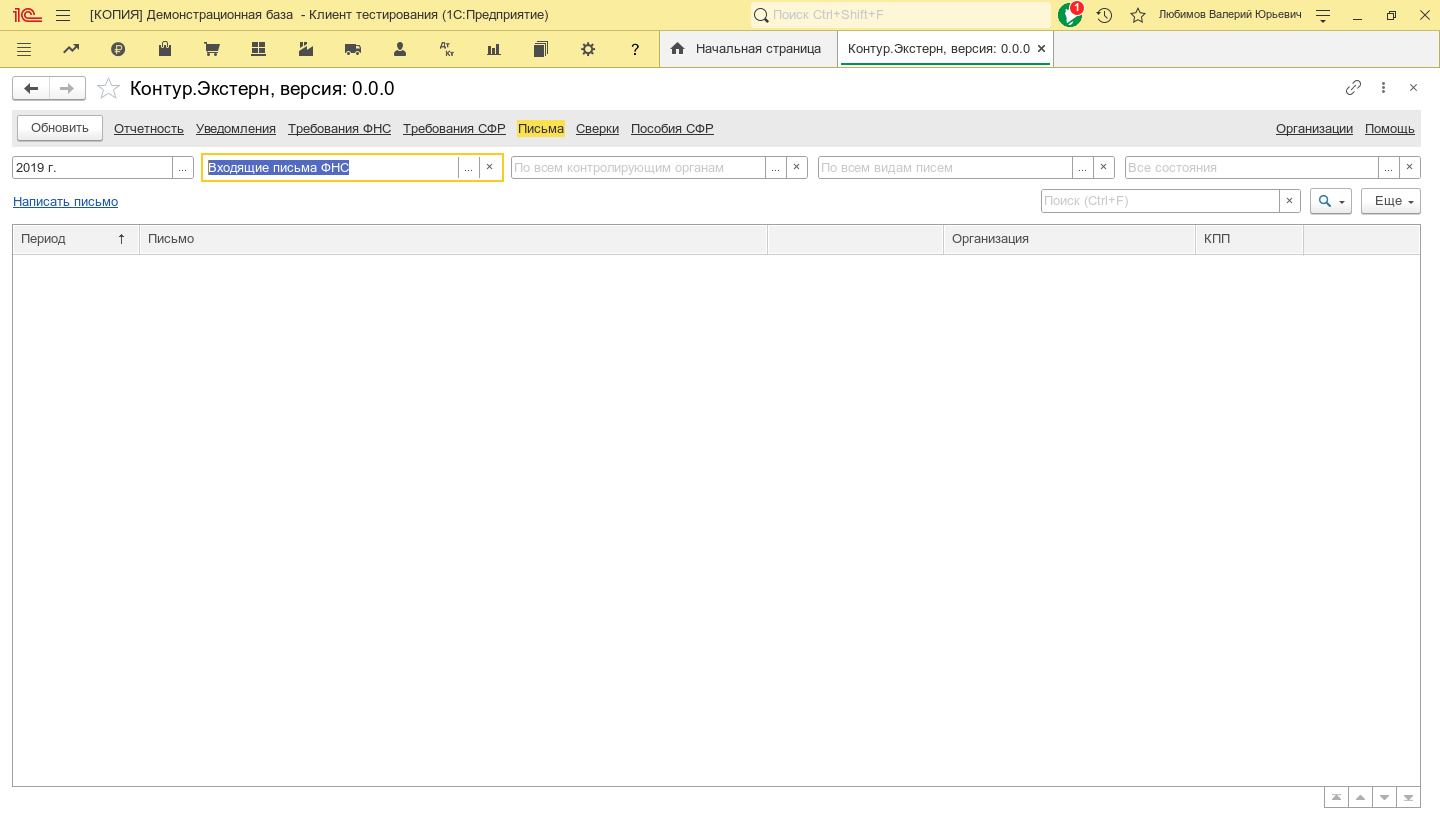 1С [КОПИЯ] Демонстрационная база - Клиент тестирования (1С:Предприятие) Поиск Ctrl+Shift+F 1 Любимов Валерий Юрьевич
₽ Дт Кт ? Начальная страница Контур.Экстерн, версия: 0.0.0 ×
Контур.Экстерн, версия: 0.0.0
Обновить Отчетность Уведомления Требования ФНС Требования СФР Письма Сверки Пособия СФР Организации Помощь
2019 г. ... Входящие письма ФНС ... × По всем контролирующим органам ... × По всем видам писем ... × Все состояния ... ×
Написать письмо Поиск (Ctrl+F) × Еще
Период ↑ Письмо Организация КПП